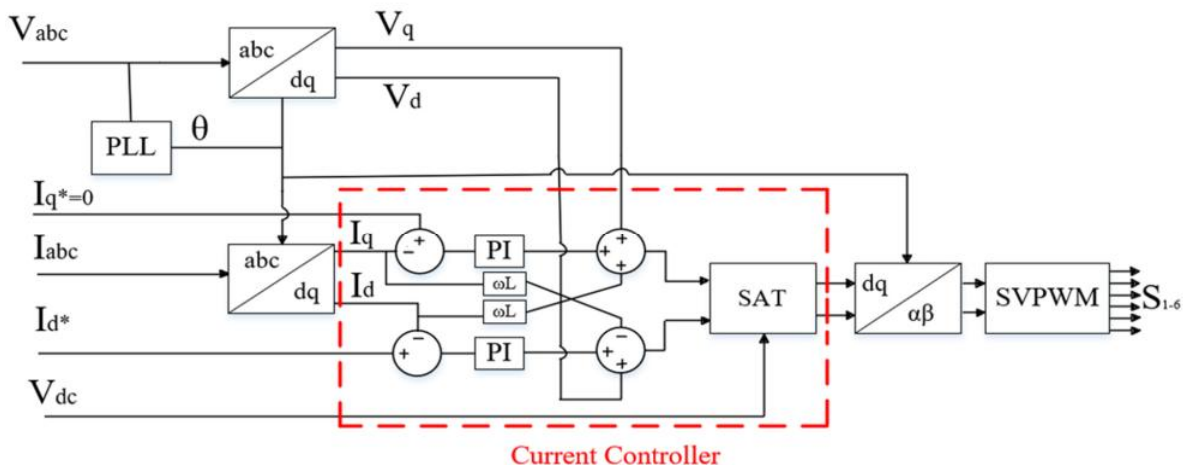 Vabc
abc
dq
Vq
Vd
PLL
θ
Iq*=0
Iabc
abc
dq
Iq
Id
- +
PI
+ + +
ωL
ωL
Id*
+ -
PI
- + +
SAT
dq
αβ
SVPWM
S1-6
Vdc
Current Controller